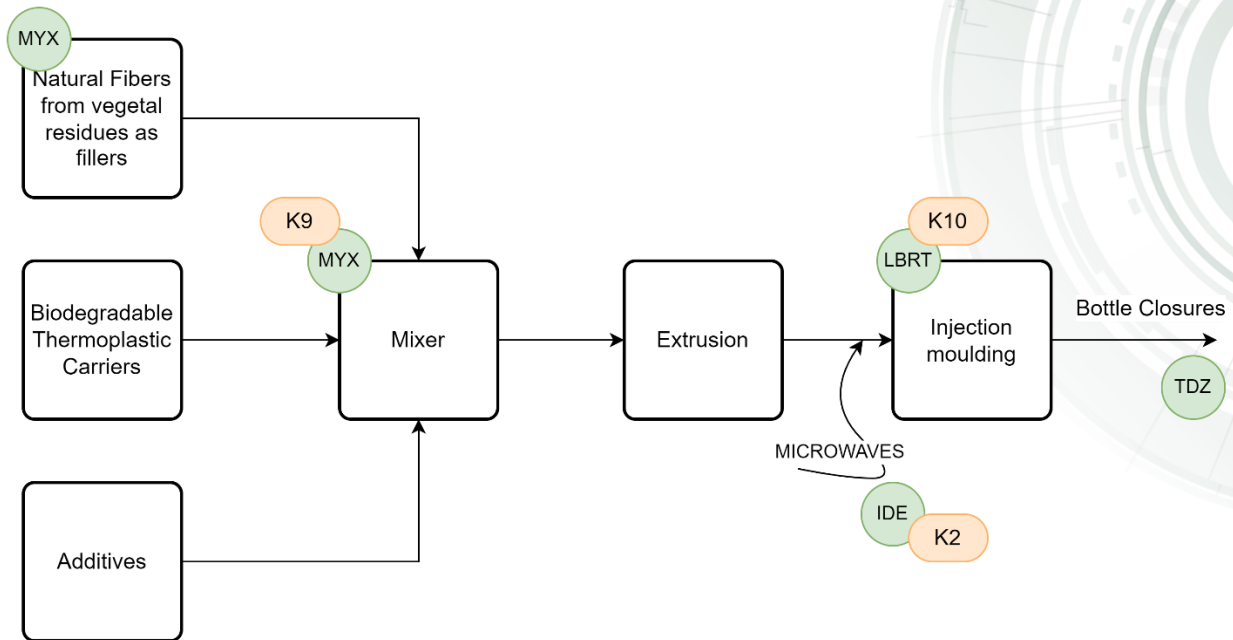 MYX
Natural Fibers
from vegetal
residues as
fillers
K9
MYX
K10
LBRT
Biodegradable
Thermoplastic
Carriers
Mixer
Extrusion
Injection
moulding
Bottle Closures
TDZ
MICROWAVES
IDE
K2
Additives